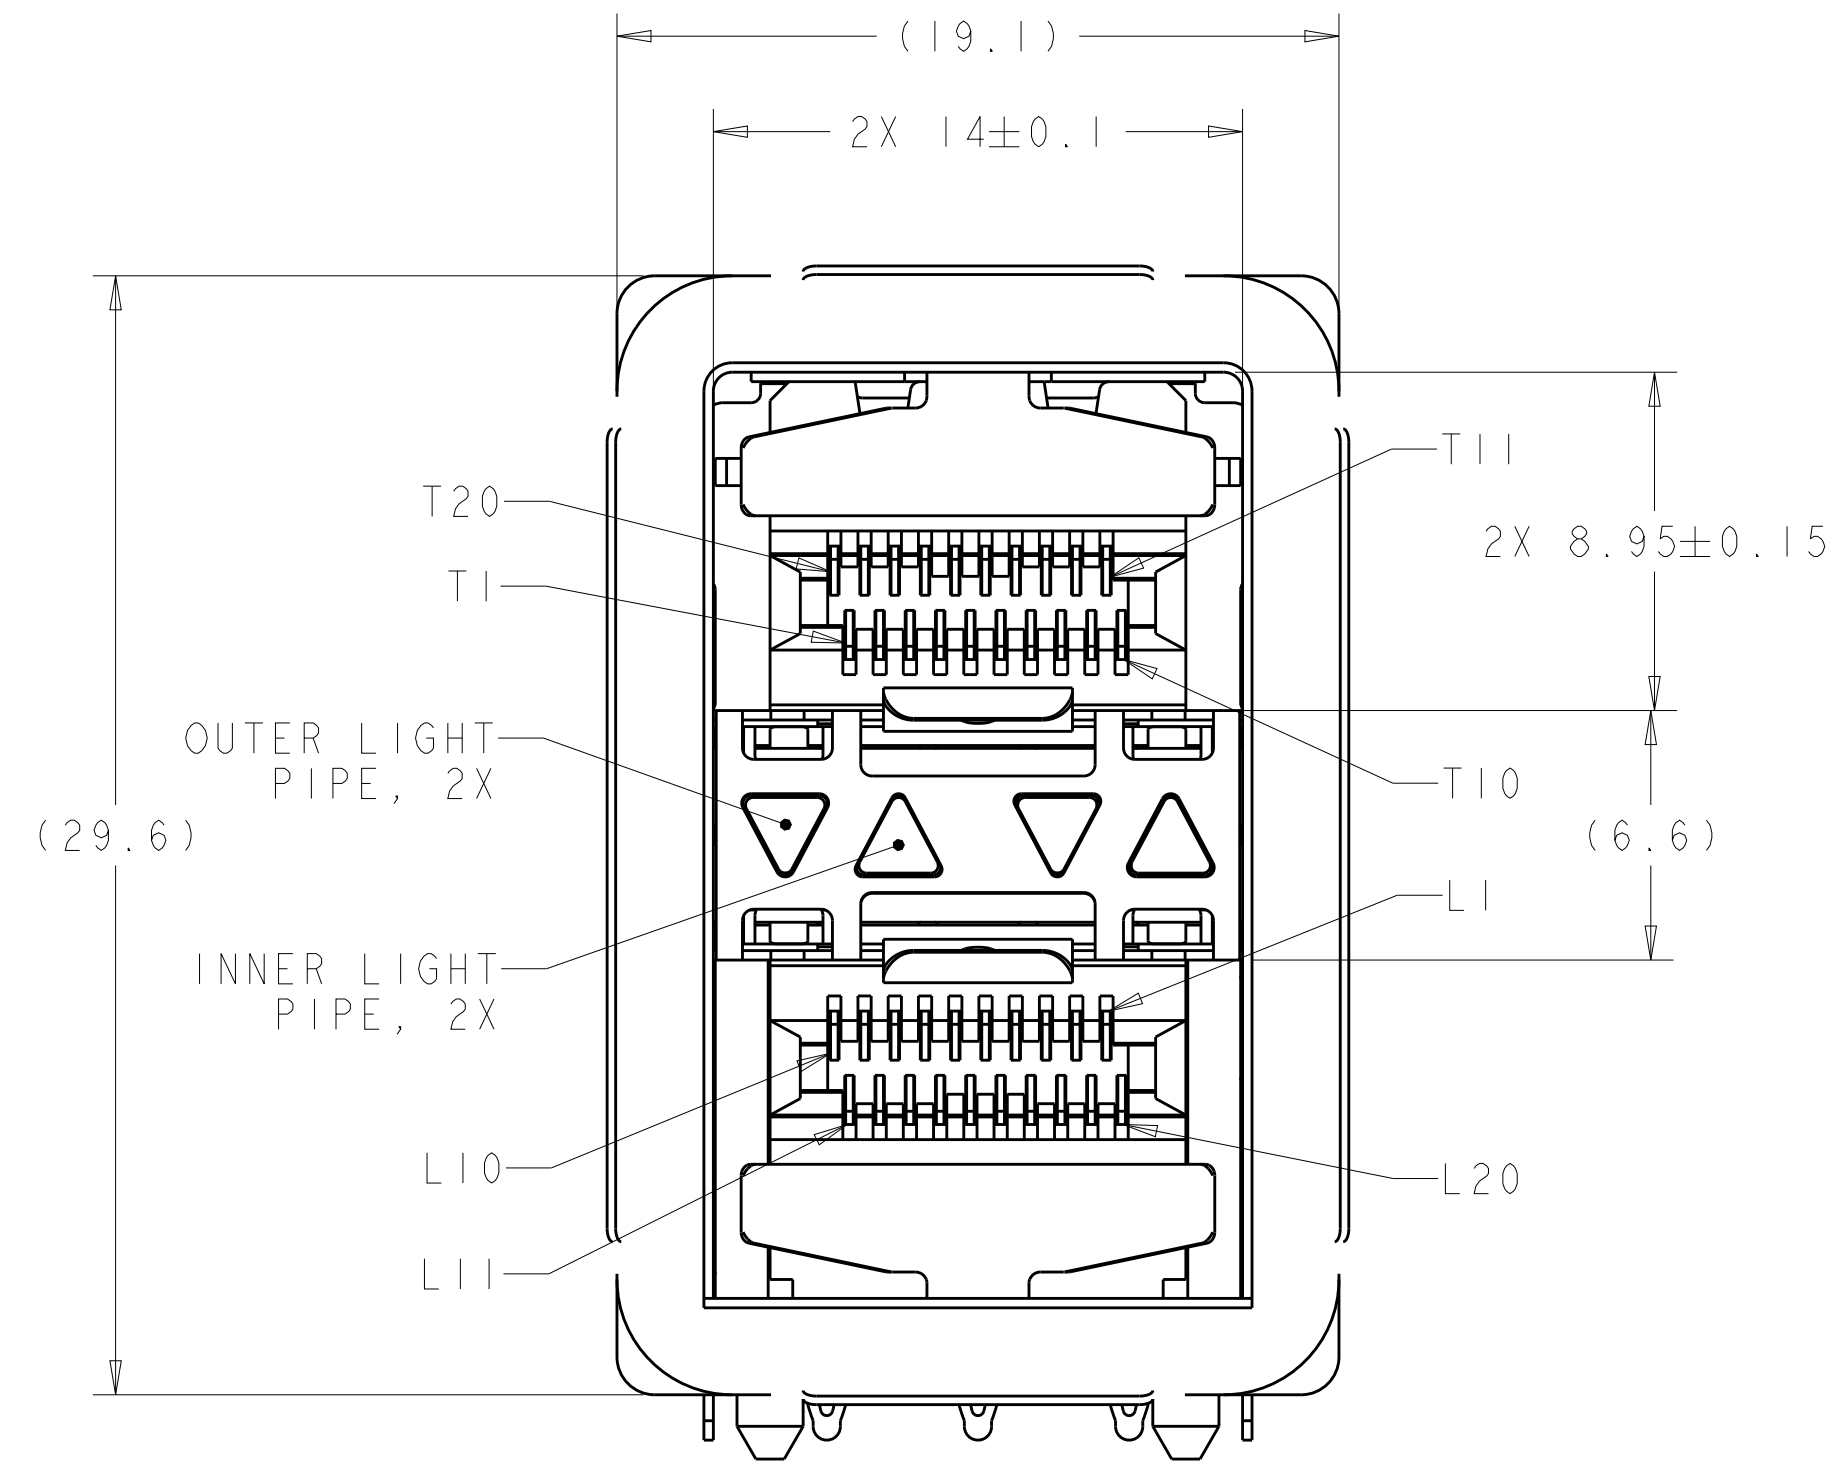 (19.1)
2X 14±0.1
T11
T20
2X 8.95±0.15
T1
OUTER LIGHT
PIPE, 2X
T10
(29.6)
(6.6)
L1
INNER LIGHT
PIPE, 2X
L10
L20
L11